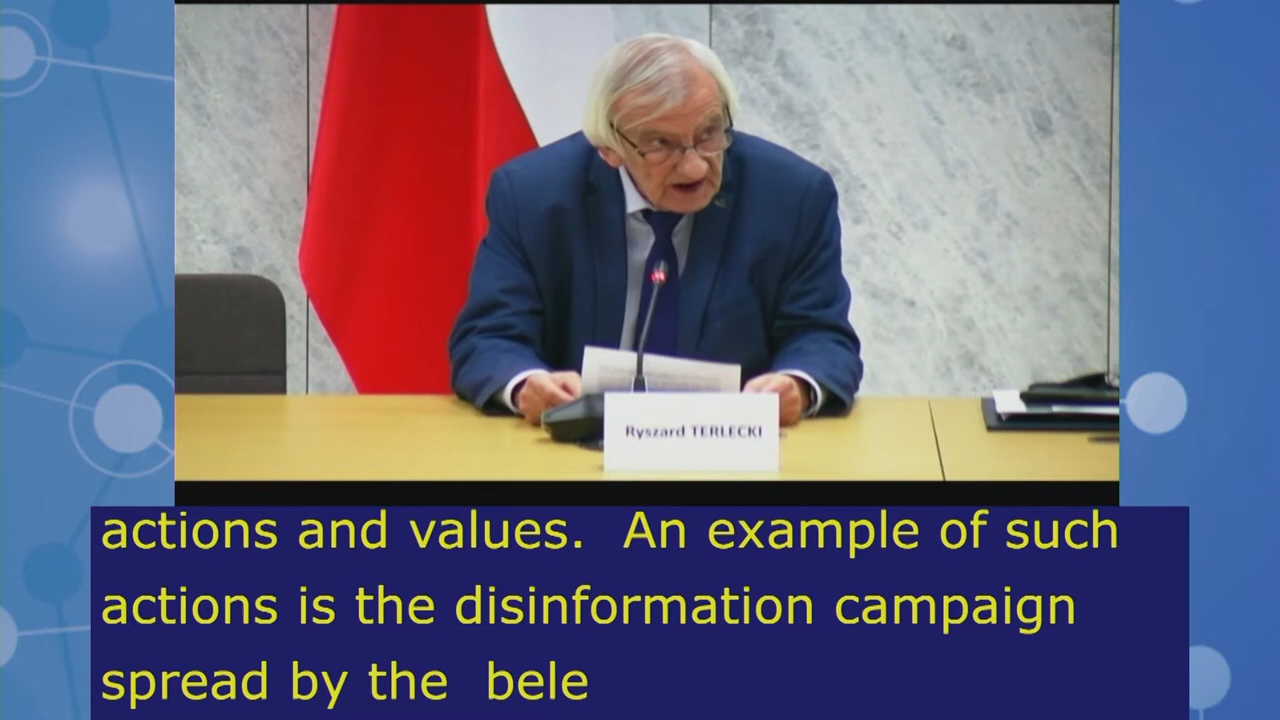 Ryszard TERLECKI
actions and values. An example of such
actions is the disinformation campaign
spread by the bele